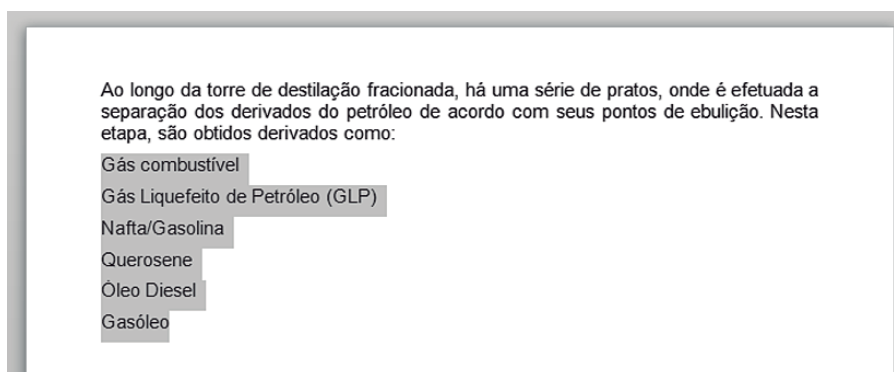 Ao longo da torre de destilação fracionada, há uma série de pratos, onde é efetuada a
separação dos derivados do petróleo de acordo com seus pontos de ebulição. Nesta
etapa, são obtidos derivados como:
Gás combustível
Gás Liquefeito de Petróleo (GLP)
Nafta/Gasolina
Querosene
Óleo Diesel
Gasóleo